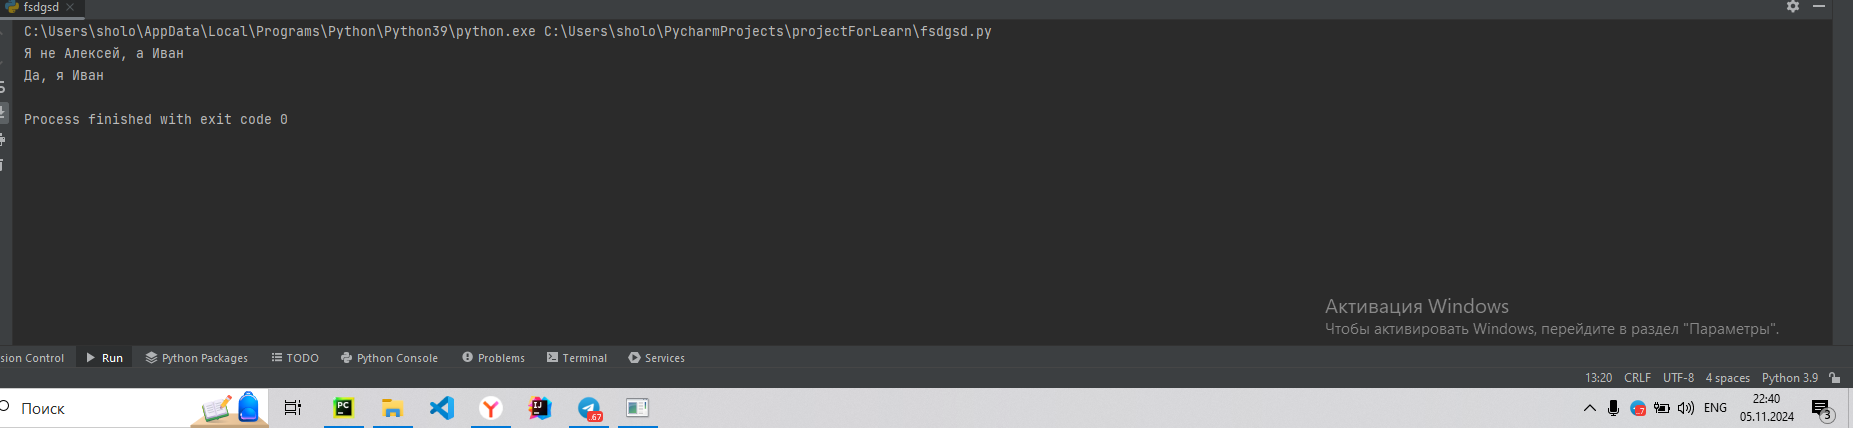 fsdgsd
C:\Users\sholo\AppData\Local\Programs\Python\Python39\python.exe C:\Users\sholo\PycharmProjects\projectForLearn\fsdgsd.py
Я не Алексей, а Иван
Да, я Иван
Process finished with exit code 0
Активация Windows
Чтобы активировать Windows, перейдите в раздел "Параметры".
sion Control Run Python Packages TODO Python Console Problems Terminal Services
13:20 CRLF UTF-8 4 spaces Python 3.9
Поиск PC Y IJ .67 .7 ENG 22:40
05.11.2024 3